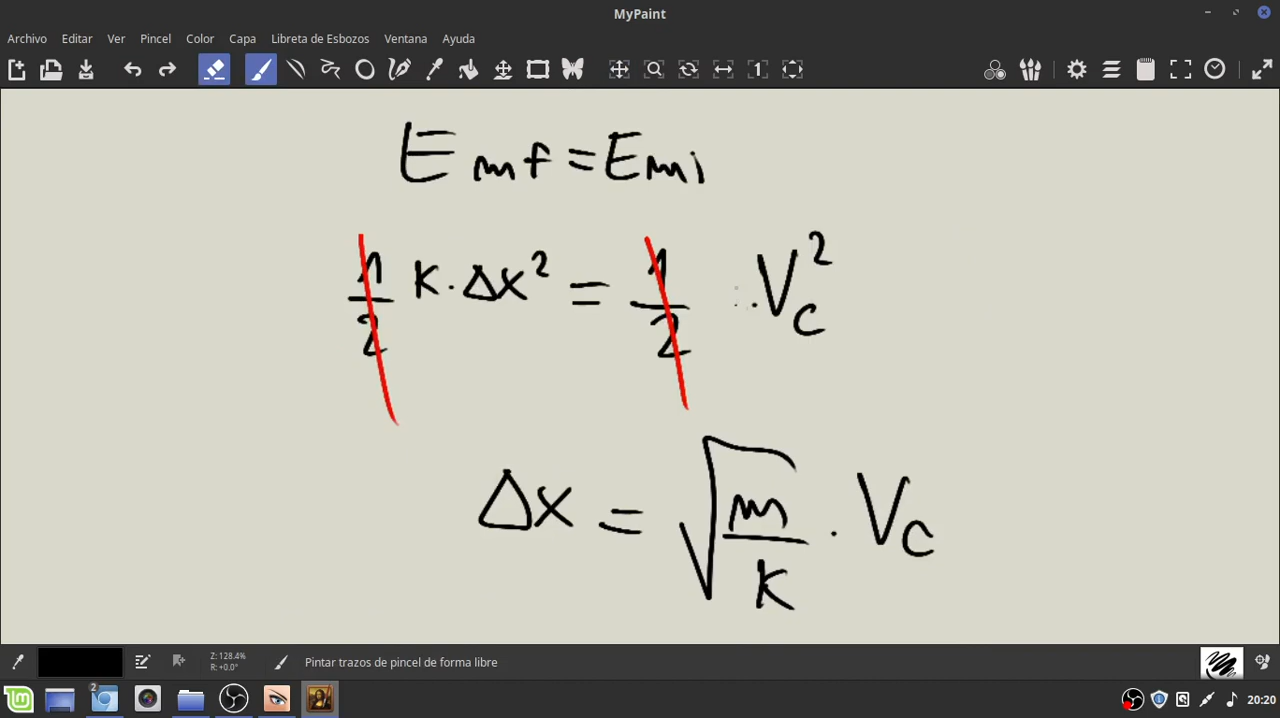 MyPaint
Archivo Editar Ver Pincel Color Capa Libreta de Esbozos Ventana Ayuda
Emf = Emi
1/2 K · Δx² = 1/2 · Vc²
Δx = √(m/k) · Vc
Z: 128.4%
R: +0.0°
Pintar trazos de pincel de forma libre
2
20:20